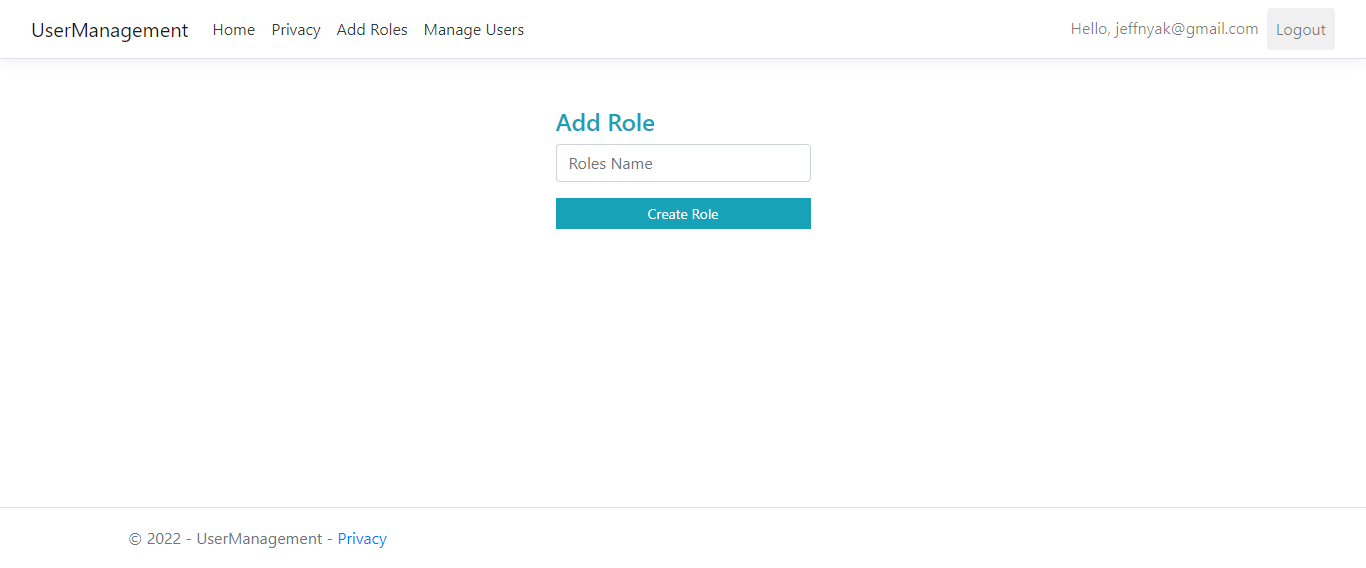 UserManagement Home Privacy Add Roles Manage Users Hello, jeffnyak@gmail.com Logout
Add Role
Roles Name
Create Role
© 2022 - UserManagement - Privacy